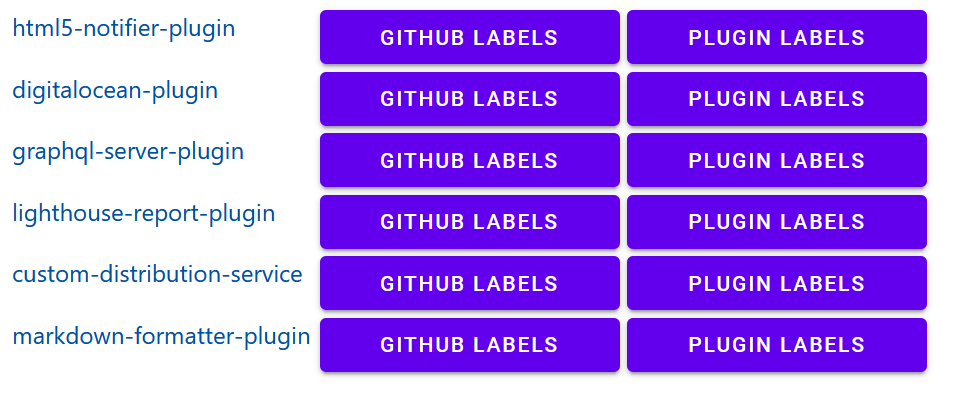 html5-notifier-plugin GITHUB LABELS PLUGIN LABELS
digitalocean-plugin GITHUB LABELS PLUGIN LABELS
graphql-server-plugin GITHUB LABELS PLUGIN LABELS
lighthouse-report-plugin GITHUB LABELS PLUGIN LABELS
custom-distribution-service GITHUB LABELS PLUGIN LABELS
markdown-formatter-plugin GITHUB LABELS PLUGIN LABELS